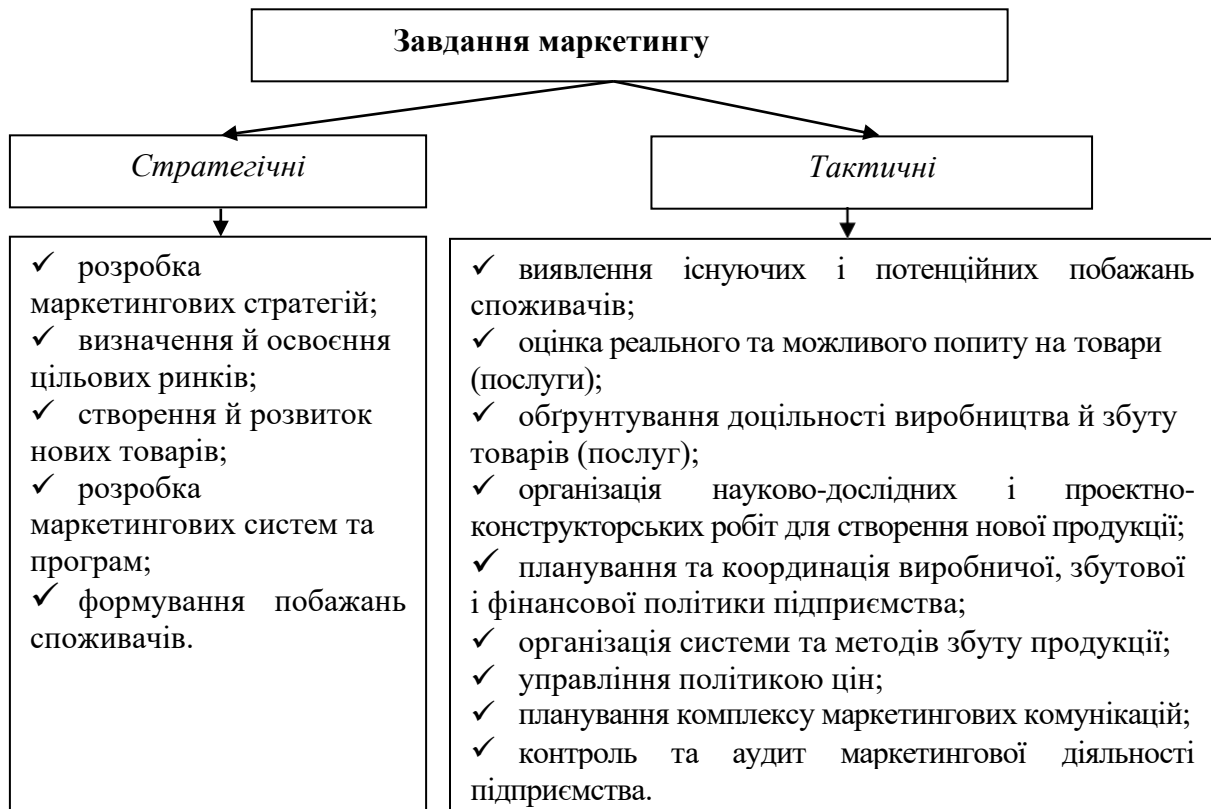 Завдання маркетингу
Стратегічні
Тактичні
✓ розробка
маркетингових стратегій;
✓ визначення й освоєння
цільових ринків;
✓ створення й розвиток
нових товарів;
✓ розробка
маркетингових систем та
програм;
✓ формування побажань
споживачів.
✓ виявлення існуючих і потенційних побажань
споживачів;
✓ оцінка реального та можливого попиту на товари
(послуги);
✓ обґрунтування доцільності виробництва й збуту
товарів (послуг);
✓ організація науково-дослідних і проектно-
конструкторських робіт для створення нової продукції;
✓ планування та координація виробничої, збутової
і фінансової політики підприємства;
✓ організація системи та методів збуту продукції;
✓ управління політикою цін;
✓ планування комплексу маркетингових комунікацій;
✓ контроль та аудит маркетингової діяльності
підприємства.